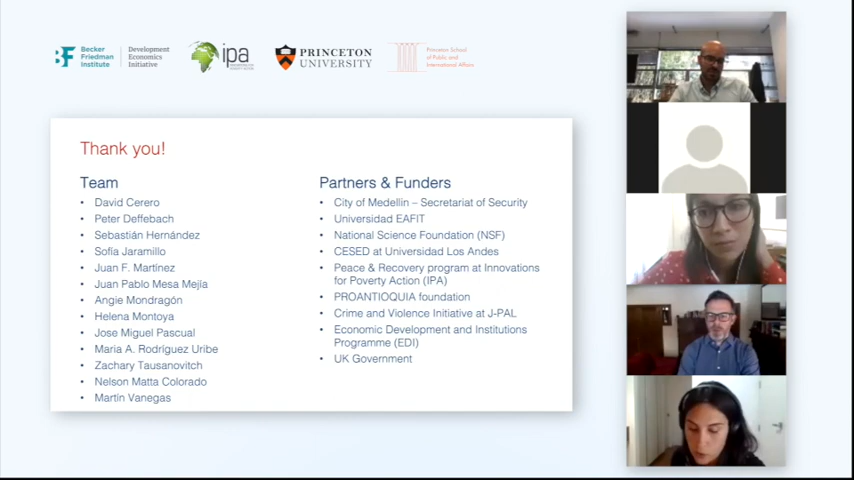 Becker
Friedman
Institute
Development
Economics
Initiative
ipa
PRINCETON
UNIVERSITY
Princeton School
of Public and
International Affairs
Thank you!
Team
• David Cerero
• Peter Deffebach
• Sebastián Hernández
• Sofía Jaramillo
• Juan F. Martínez
• Juan Pablo Mesa Mejía
• Angie Mondragón
• Helena Montoya
• Jose Miguel Pascual
• Maria A. Rodríguez Uribe
• Zachary Tausanovitch
• Nelson Matta Colorado
• Martín Vanegas
Partners & Funders
• City of Medellin – Secretariat of Security
• Universidad EAFIT
• National Science Foundation (NSF)
• CESED at Universidad Los Andes
• Peace & Recovery program at Innovations
for Poverty Action (IPA)
• PROANTIOQUIA foundation
• Crime and Violence Initiative at J-PAL
• Economic Development and Institutions
Programme (EDI)
• UK Government